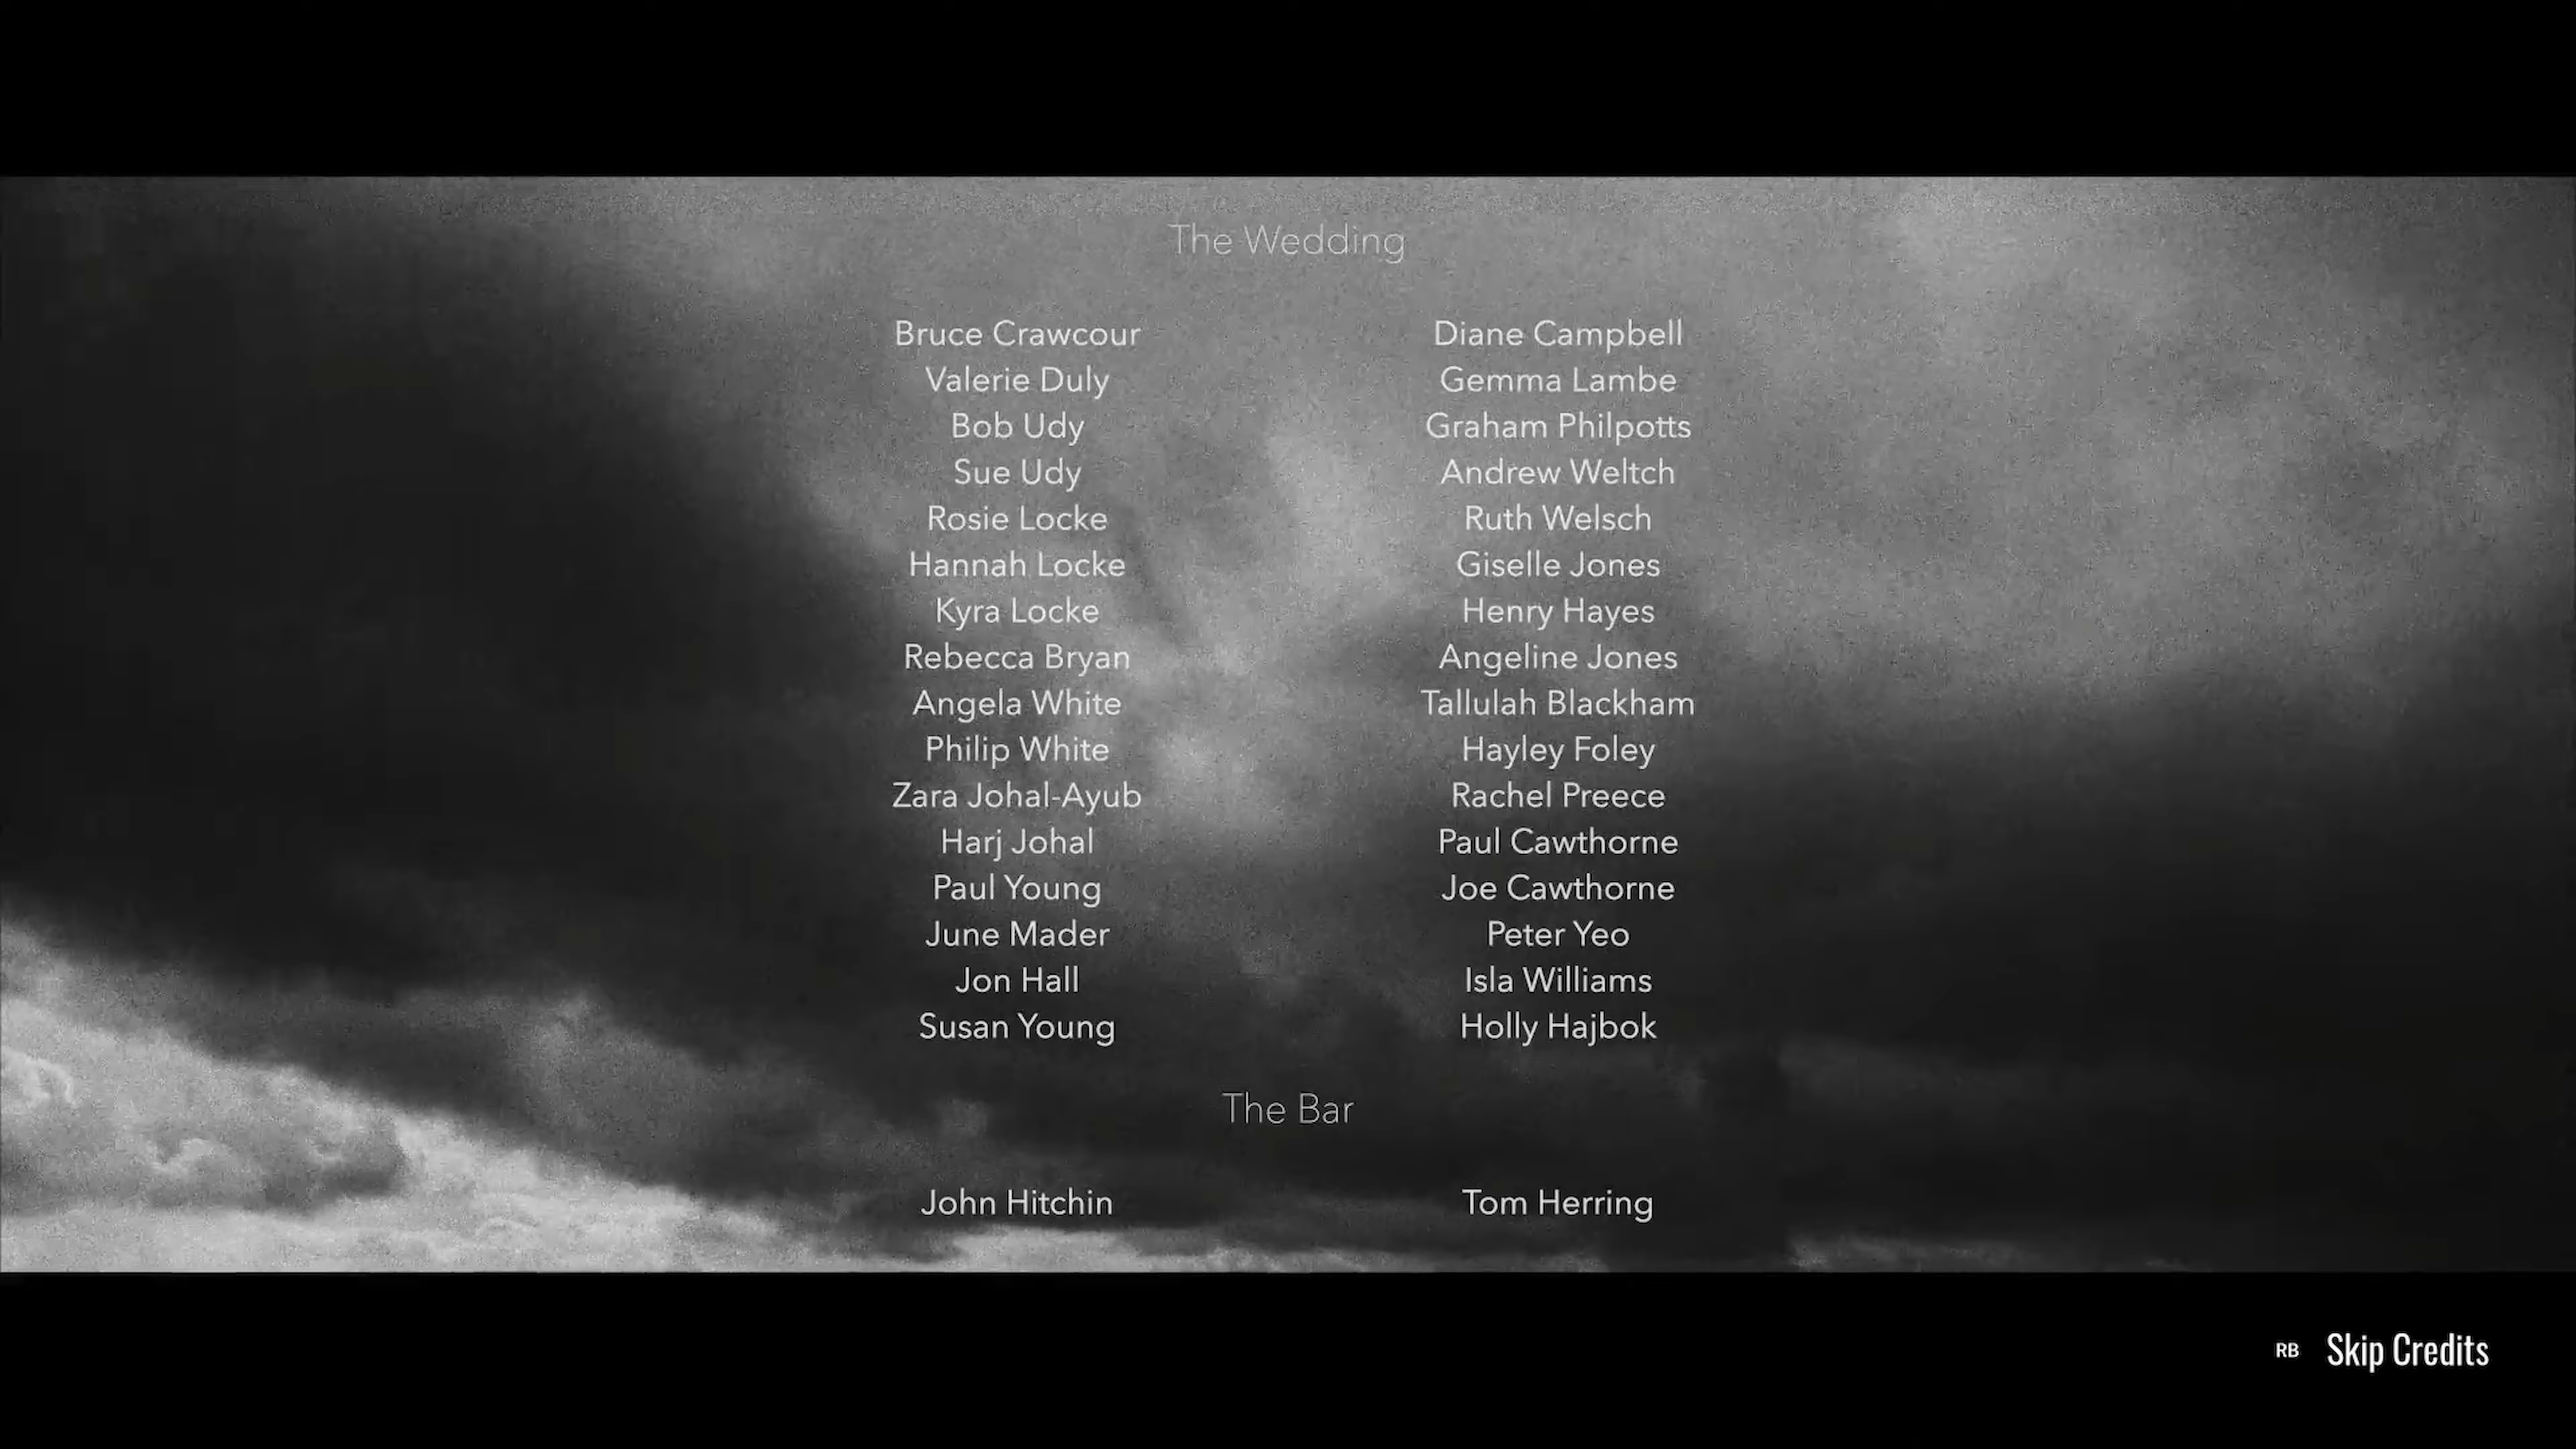 The Wedding
Bruce Crawcour Diane Campbell
Valerie Duly Gemma Lambe
Bob Udy Graham Philpotts
Sue Udy Andrew Weltch
Rosie Locke Ruth Welsch
Hannah Locke Giselle Jones
Kyra Locke Henry Hayes
Rebecca Bryan Angeline Jones
Angela White Tallulah Blackham
Philip White Hayley Foley
Zara Johal-Ayub Rachel Preece
Harj Johal Paul Cawthorne
Paul Young Joe Cawthorne
June Mader Peter Yeo
Jon Hall Isla Williams
Susan Young Holly Hajbok
The Bar
John Hitchin Tom Herring
RB Skip Credits